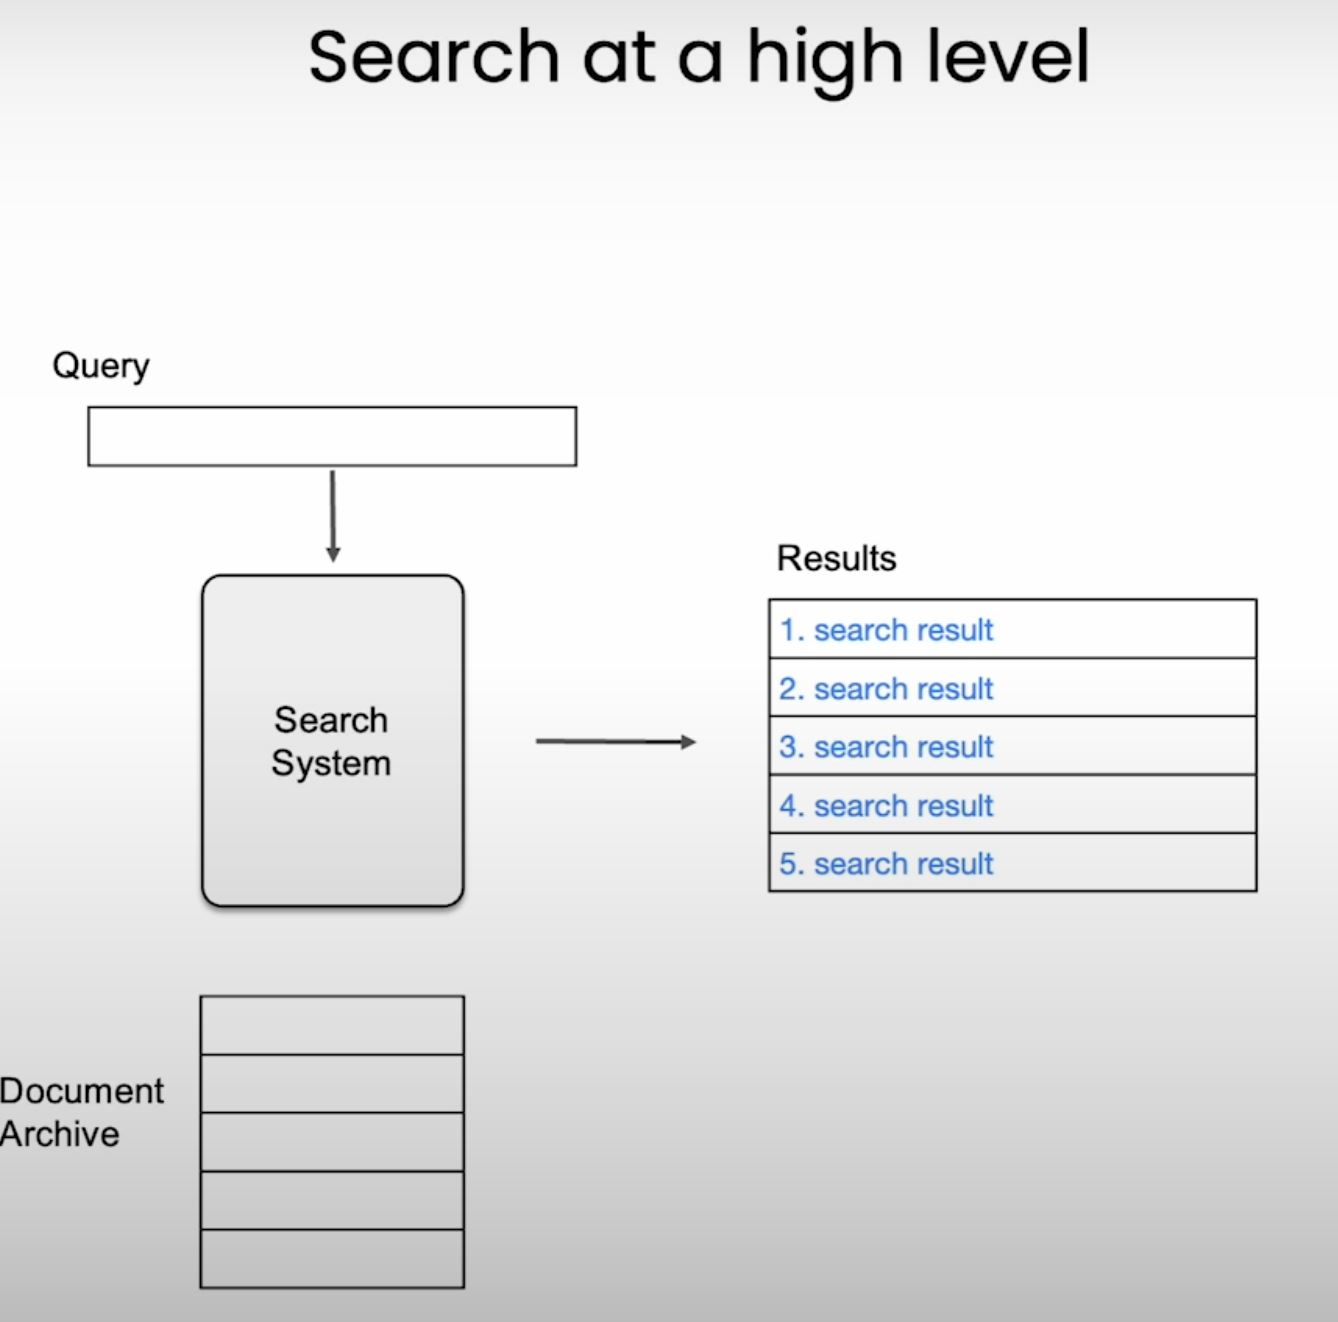 Search at a high level
Query
Search
System
Results
1. search result
2. search result
3. search result
4. search result
5. search result
Document
Archive